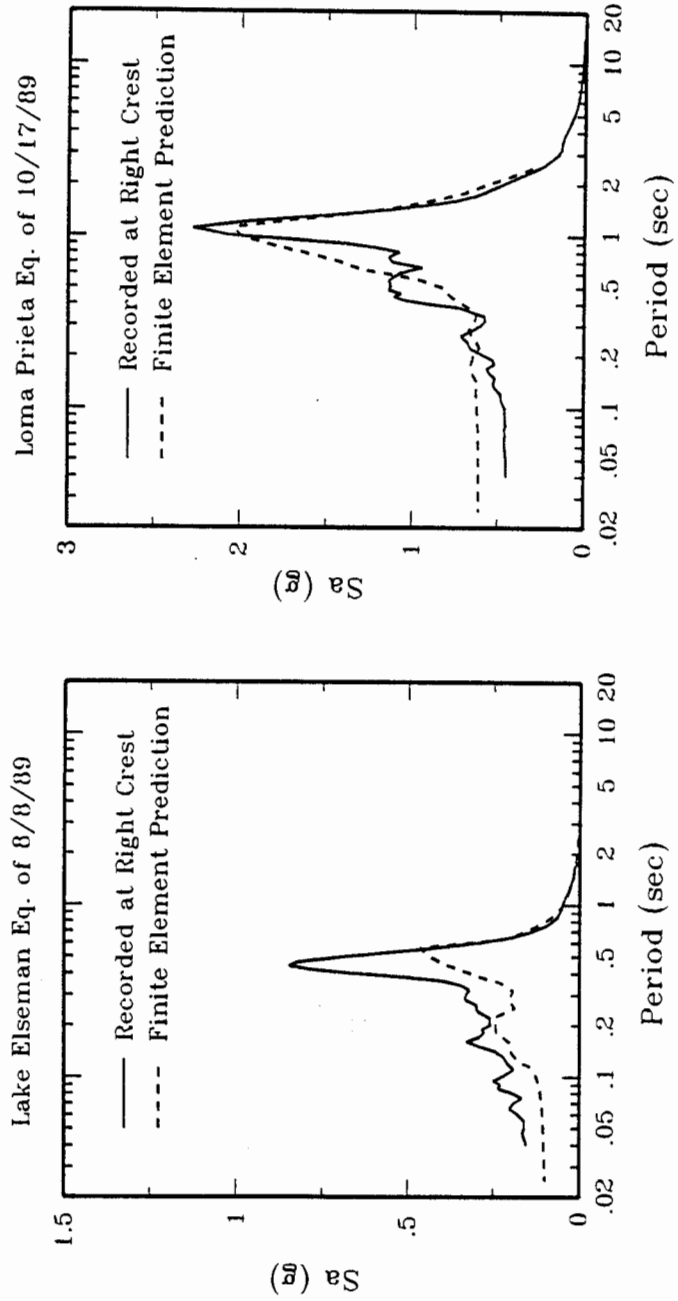 Lake Elseman Eq. of 8/8/89
Recorded at Right Crest
Finite Element Prediction
Sa (g)
1.5
1
.5
0
.02 .05 .1 .2 .5 1 2 5 10 20
Period (sec)
Loma Prieta Eq. of 10/17/89
Recorded at Right Crest
Finite Element Prediction
Sa (g)
3
2
1
0
.02 .05 .1 .2 .5 1 2 5 10 20
Period (sec)